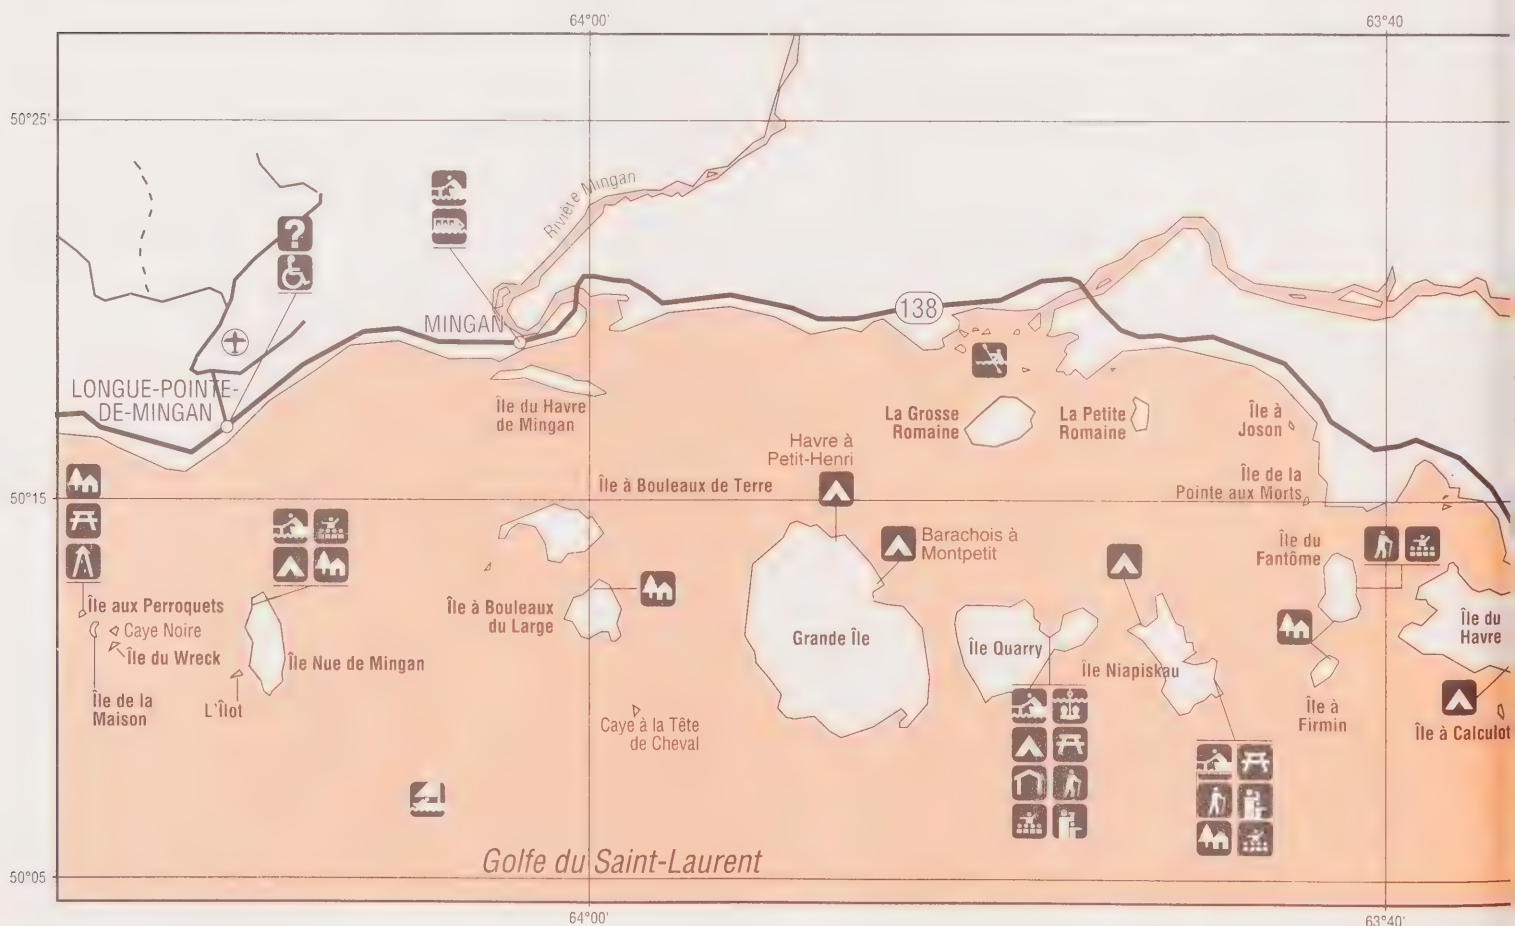 64°00'
63°40
50°25'
Rivière Mingan
?
MINGAN
138
LONGUE-POINTE-
DE-MINGAN
Île du Havre
de Mingan
La Grosse
Romaine
La Petite
Romaine
Île à
Joson
Havre à
Petit-Henri
Île à Bouleaux de Terre
Île de la
Pointe aux Morts
50°15
Barachois à
Montpetit
Île du
Fantôme
Île aux Perroquets
Caye Noire
Île du Wreck
Île de la
Maison
L'Îlot
Île Nue de Mingan
Île à Bouleaux
du Large
Grande Île
Île Quarry
Île Niapiskau
Île du
Havre
Île à
Firmin
Île à Calculot
Caye à la Tête
de Cheval
Golfe du Saint-Laurent
50°05
64°00'
63°40'